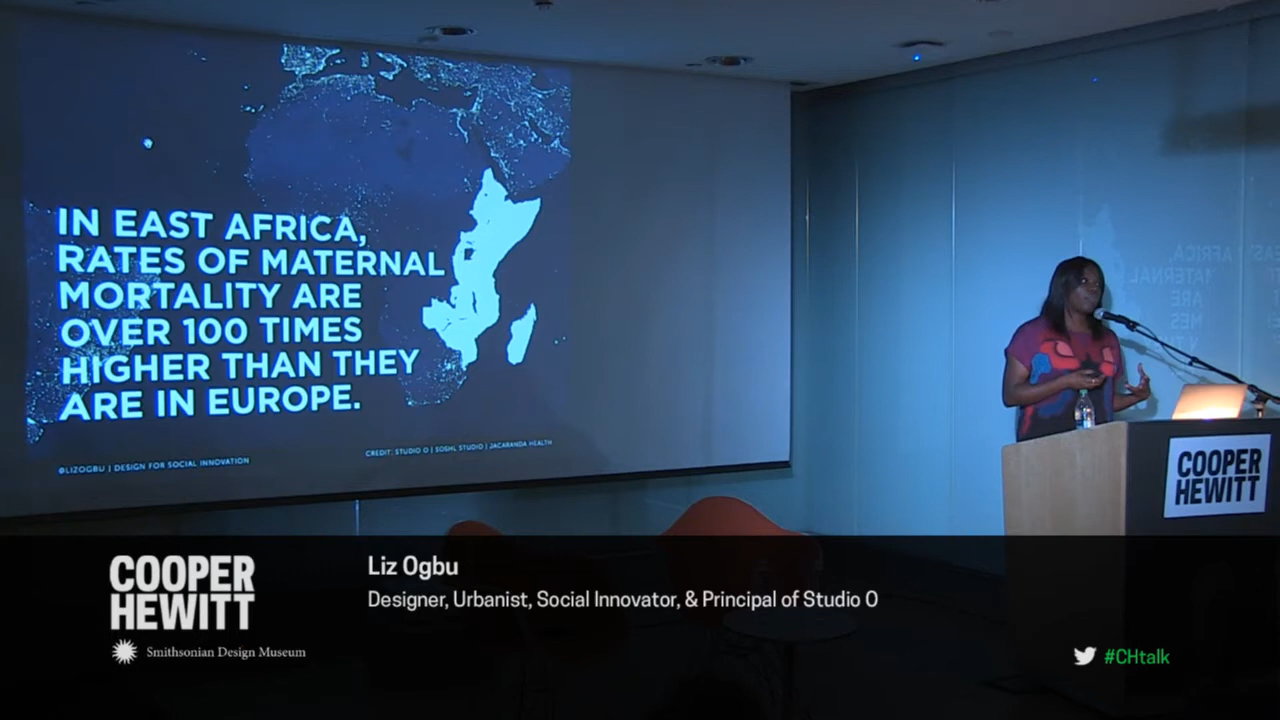 IN EAST AFRICA,
RATES OF MATERNAL
MORTALITY ARE
OVER 100 TIMES
HIGHER THAN THEY
ARE IN EUROPE.
@LIZOGBU | DESIGN FOR SOCIAL INNOVATION
CREDIT: STUDIO O | SOSHL STUDIO | JACARANDA HEALTH
COOPER
HEWITT
COOPER
HEWITT
Smithsonian Design Museum
Liz Ogbu
Designer, Urbanist, Social Innovator, & Principal of Studio O
#CHtalk